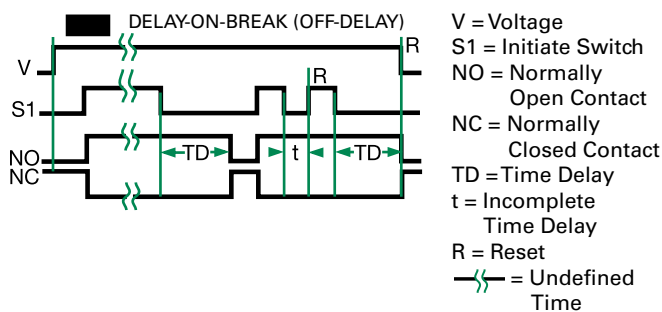 DELAY-ON-BREAK (OFF-DELAY)
R
V
R
S1
TD
t
TD
NO
NC
V = Voltage
S1 = Initiate Switch
NO = Normally
Open Contact
NC = Normally
Closed Contact
TD = Time Delay
t = Incomplete
Time Delay
R = Reset
= Undefined
Time